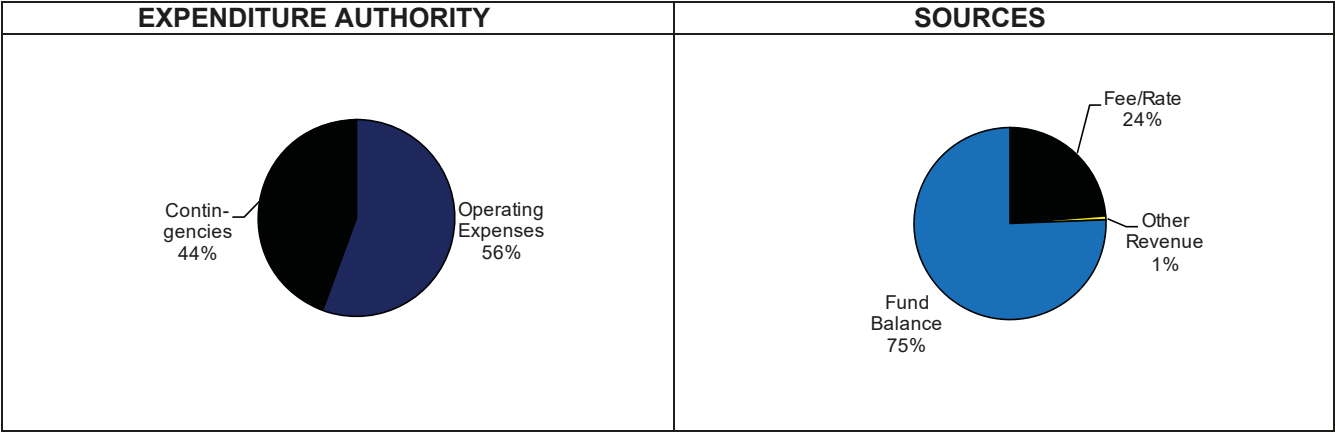 EXPENDITURE AUTHORITY
Contin-
gencies
44%
Operating
Expenses
56%
SOURCES
Fee/Rate
24%
Other
Revenue
1%
Fund
Balance
75%